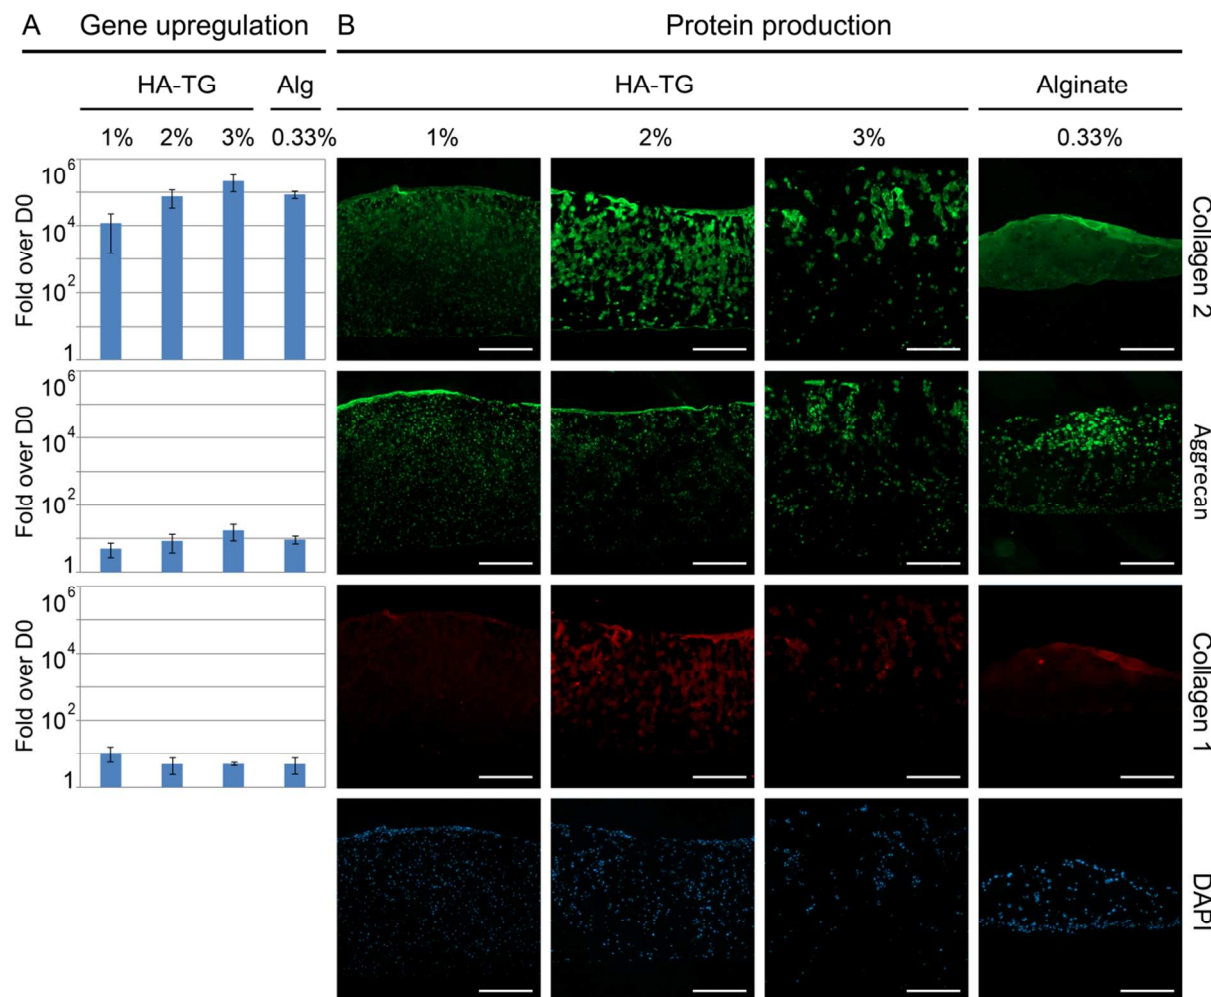 A Gene upregulation B Protein production
HA-TG Alg HA-TG Alginate
1% 2% 3% 0.33% 1% 2% 3% 0.33%
10⁶
10⁴
10²
1
Fold over D0
Collagen 2
10⁶
10⁴
10²
1
Fold over D0
Aggrecan
10⁶
10⁴
10²
1
Fold over D0
Collagen 1
DAPI